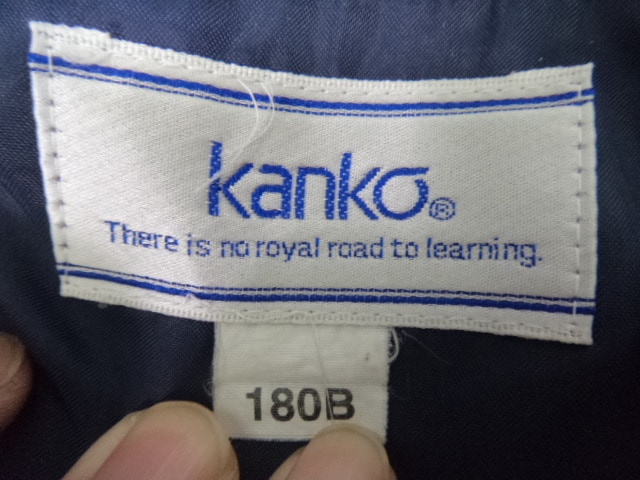 kanko®
There is no royal road to learning.
180B